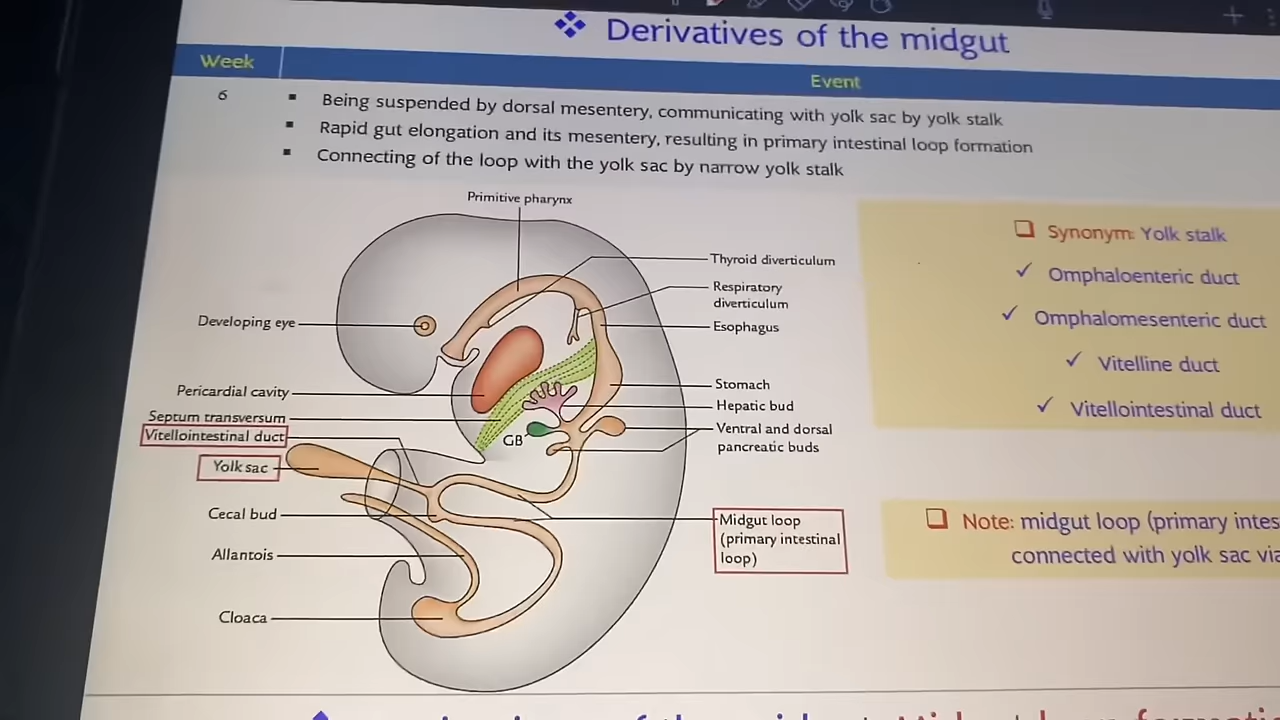 ❖ Derivatives of the midgut
Week Event
6
▪ Being suspended by dorsal mesentery, communicating with yolk sac by yolk stalk
▪ Rapid gut elongation and its mesentery, resulting in primary intestinal loop formation
▪ Connecting of the loop with the yolk sac by narrow yolk stalk
Primitive pharynx
Thyroid diverticulum
Respiratory
diverticulum
Developing eye
Esophagus
Pericardial cavity
Stomach
Septum transversum
Hepatic bud
Vitellointestinal duct
GB
Ventral and dorsal
pancreatic buds
Yolk sac
Cecal bud
Midgut loop
(primary intestinal
loop)
Allantois
Cloaca
❑ Synonym: Yolk stalk
✓ Omphaloenteric duct
✓ Omphalomesenteric duct
✓ Vitelline duct
✓ Vitellointestinal duct
❑ Note: midgut loop (primary intes
connected with yolk sac via